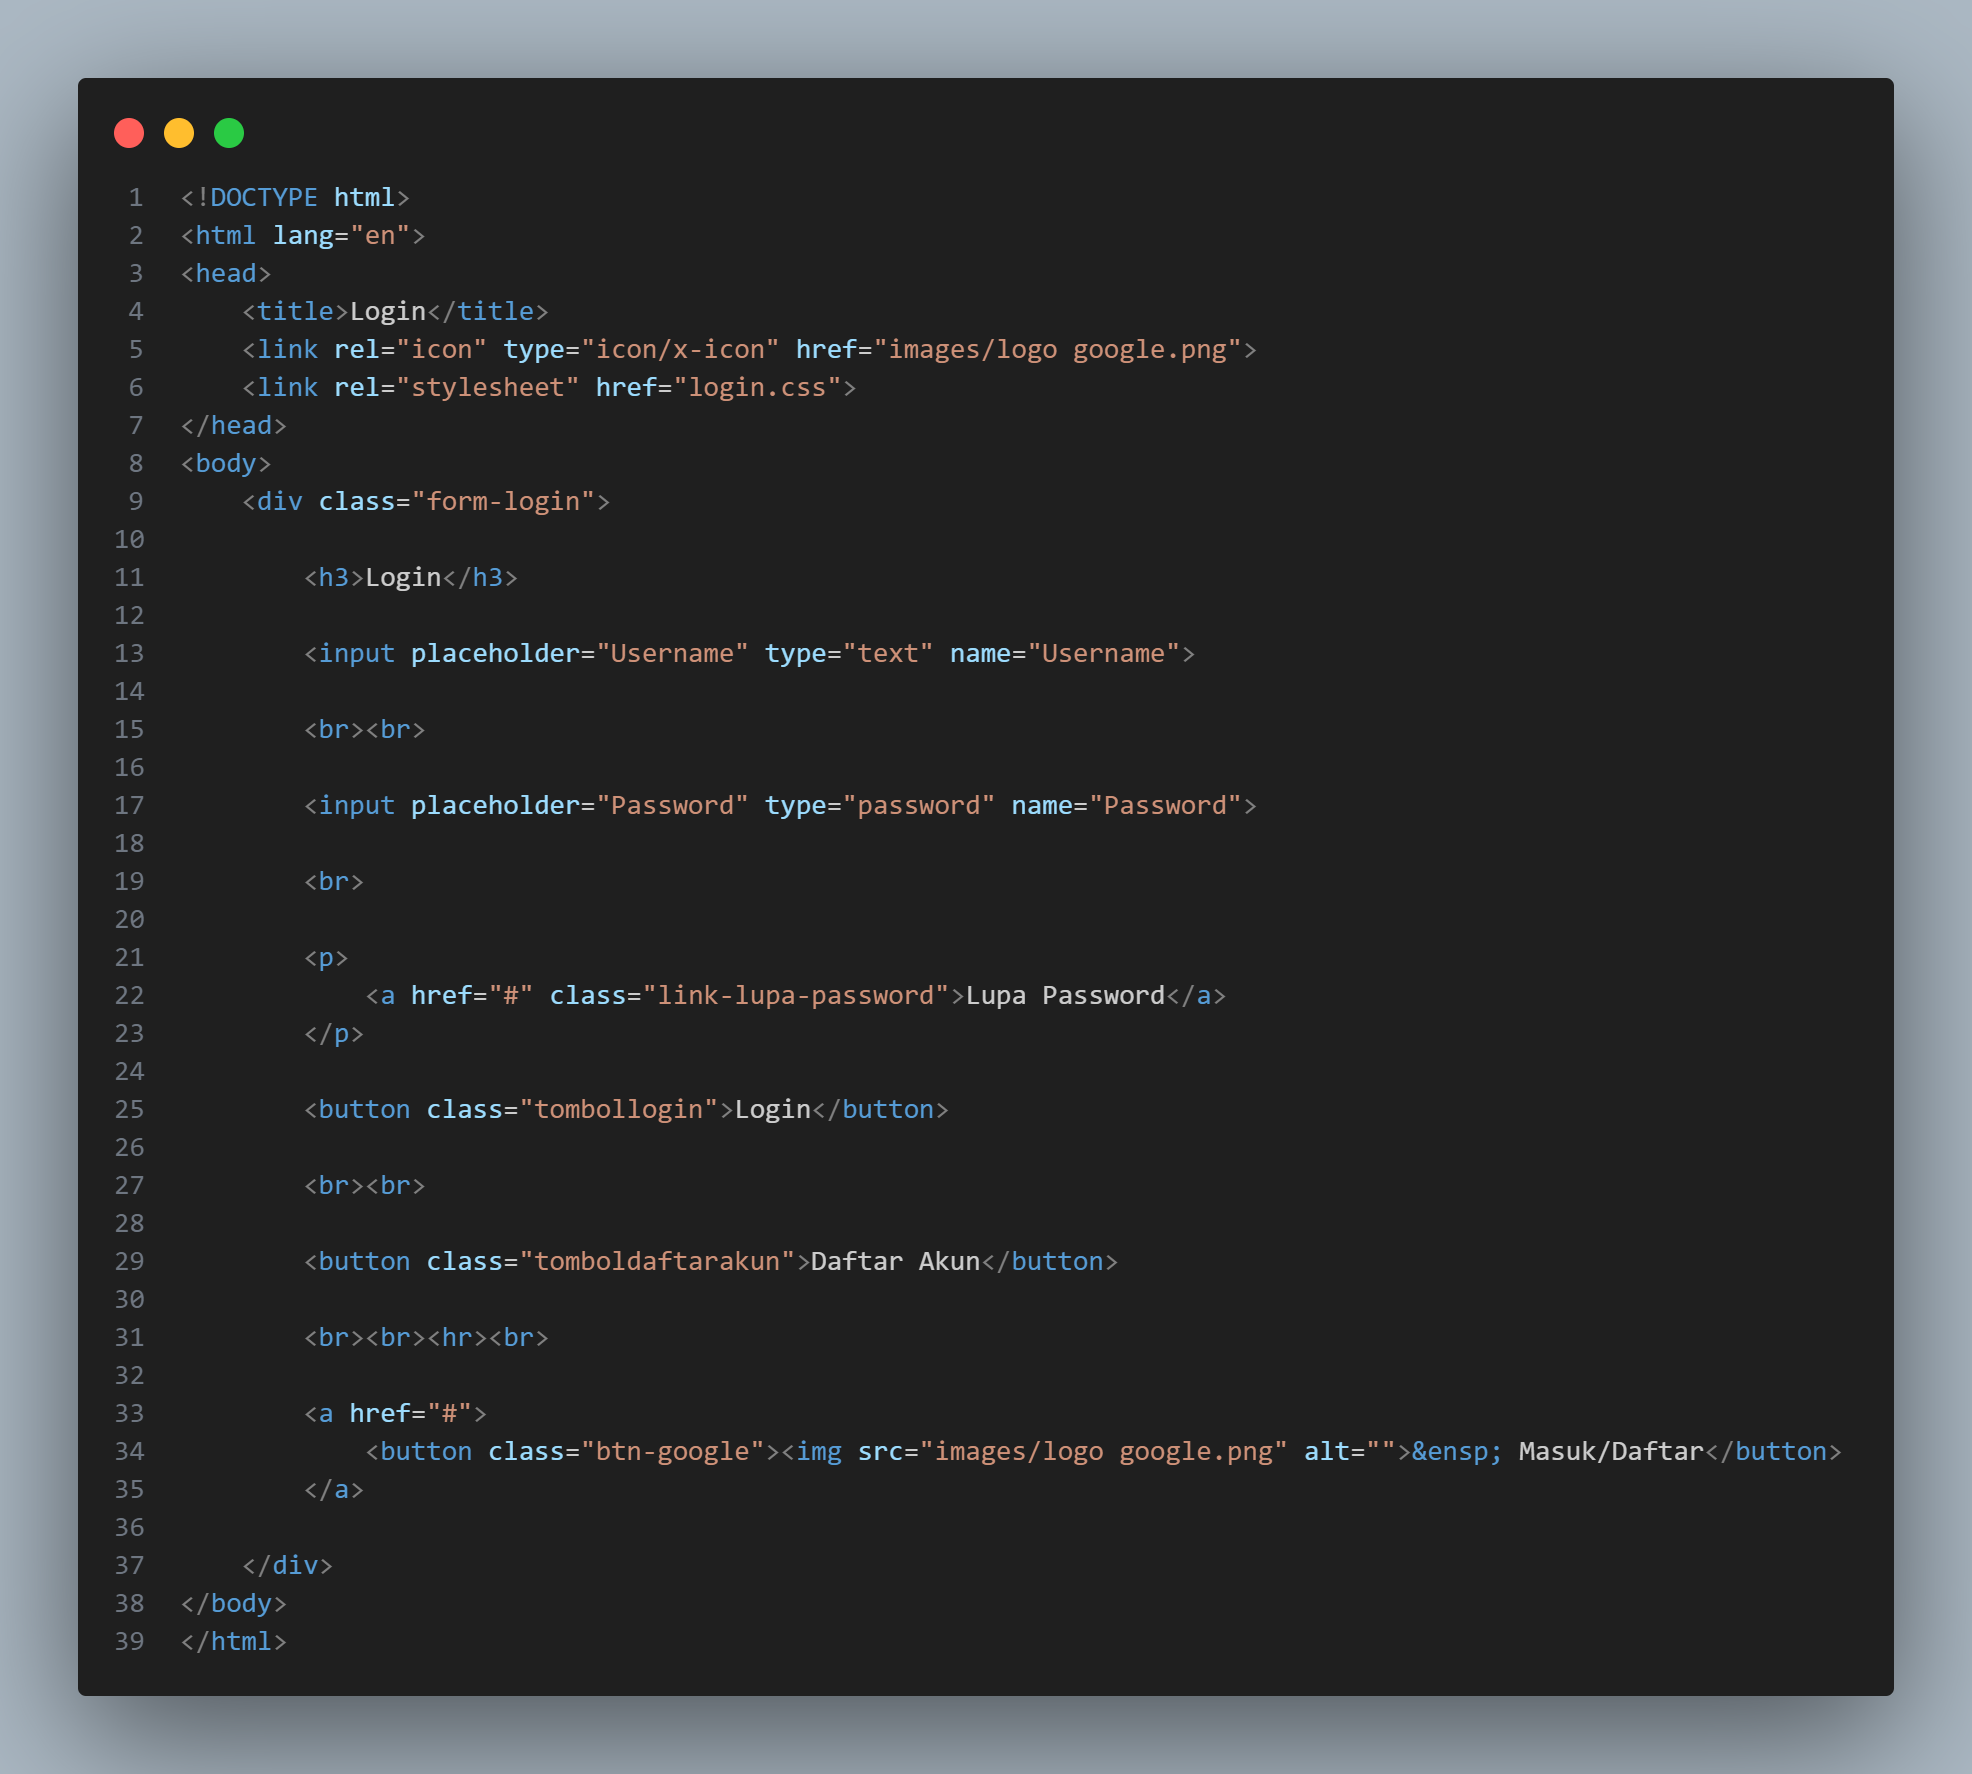 1 <!DOCTYPE html>
2 <html lang="en">
3 <head>
4     <title>Login</title>
5     <link rel="icon" type="icon/x-icon" href="images/logo google.png">
6     <link rel="stylesheet" href="login.css">
7 </head>
8 <body>
9     <div class="form-login">
10
11         <h3>Login</h3>
12
13         <input placeholder="Username" type="text" name="Username">
14
15         <br><br>
16
17         <input placeholder="Password" type="password" name="Password">
18
19         <br>
20
21         <p>
22             <a href="#" class="link-lupa-password">Lupa Password</a>
23         </p>
24
25         <button class="tombollogin">Login</button>
26
27         <br><br>
28
29         <button class="tomboldaftarakun">Daftar Akun</button>
30
31         <br><br><hr><br>
32
33         <a href="#">
34             <button class="btn-google"><img src="images/logo google.png" alt="">&ensp; Masuk/Daftar</button>
35         </a>
36
37     </div>
38 </body>
39 </html>